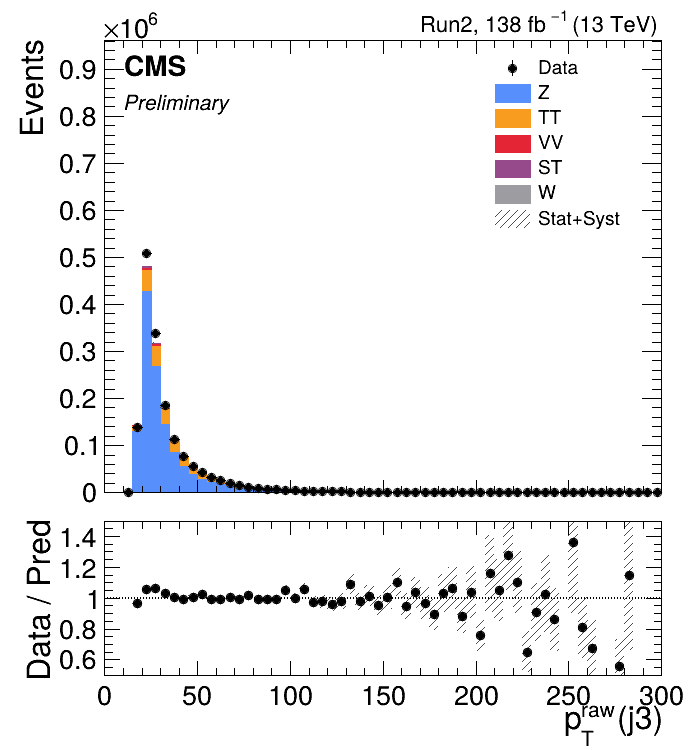 ×10⁶
Run2, 138 fb⁻¹ (13 TeV)
CMS
Preliminary
Events
0.9
0.8
0.7
0.6
0.5
0.4
0.3
0.2
0.1
0
Data
Z
TT
VV
ST
W
Stat+Syst
Data / Pred
1.4
1.2
1
0.8
0.6
0 50 100 150 200 250 300
p_T^raw(j3)